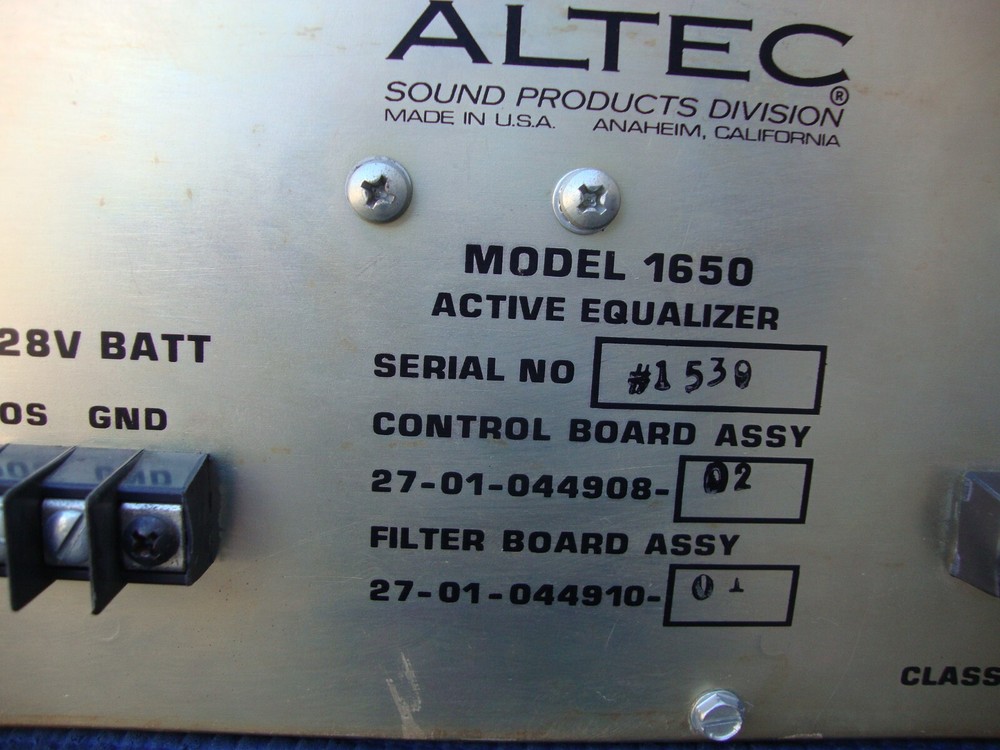 ALTEC®
SOUND PRODUCTS DIVISION
MADE IN U.S.A. ANAHEIM, CALIFORNIA
MODEL 1650
ACTIVE EQUALIZER
28V BATT
SERIAL NO #1539
OS GND
CONTROL BOARD ASSY
27-01-044908-02
FILTER BOARD ASSY
27-01-044910-01
CLASS